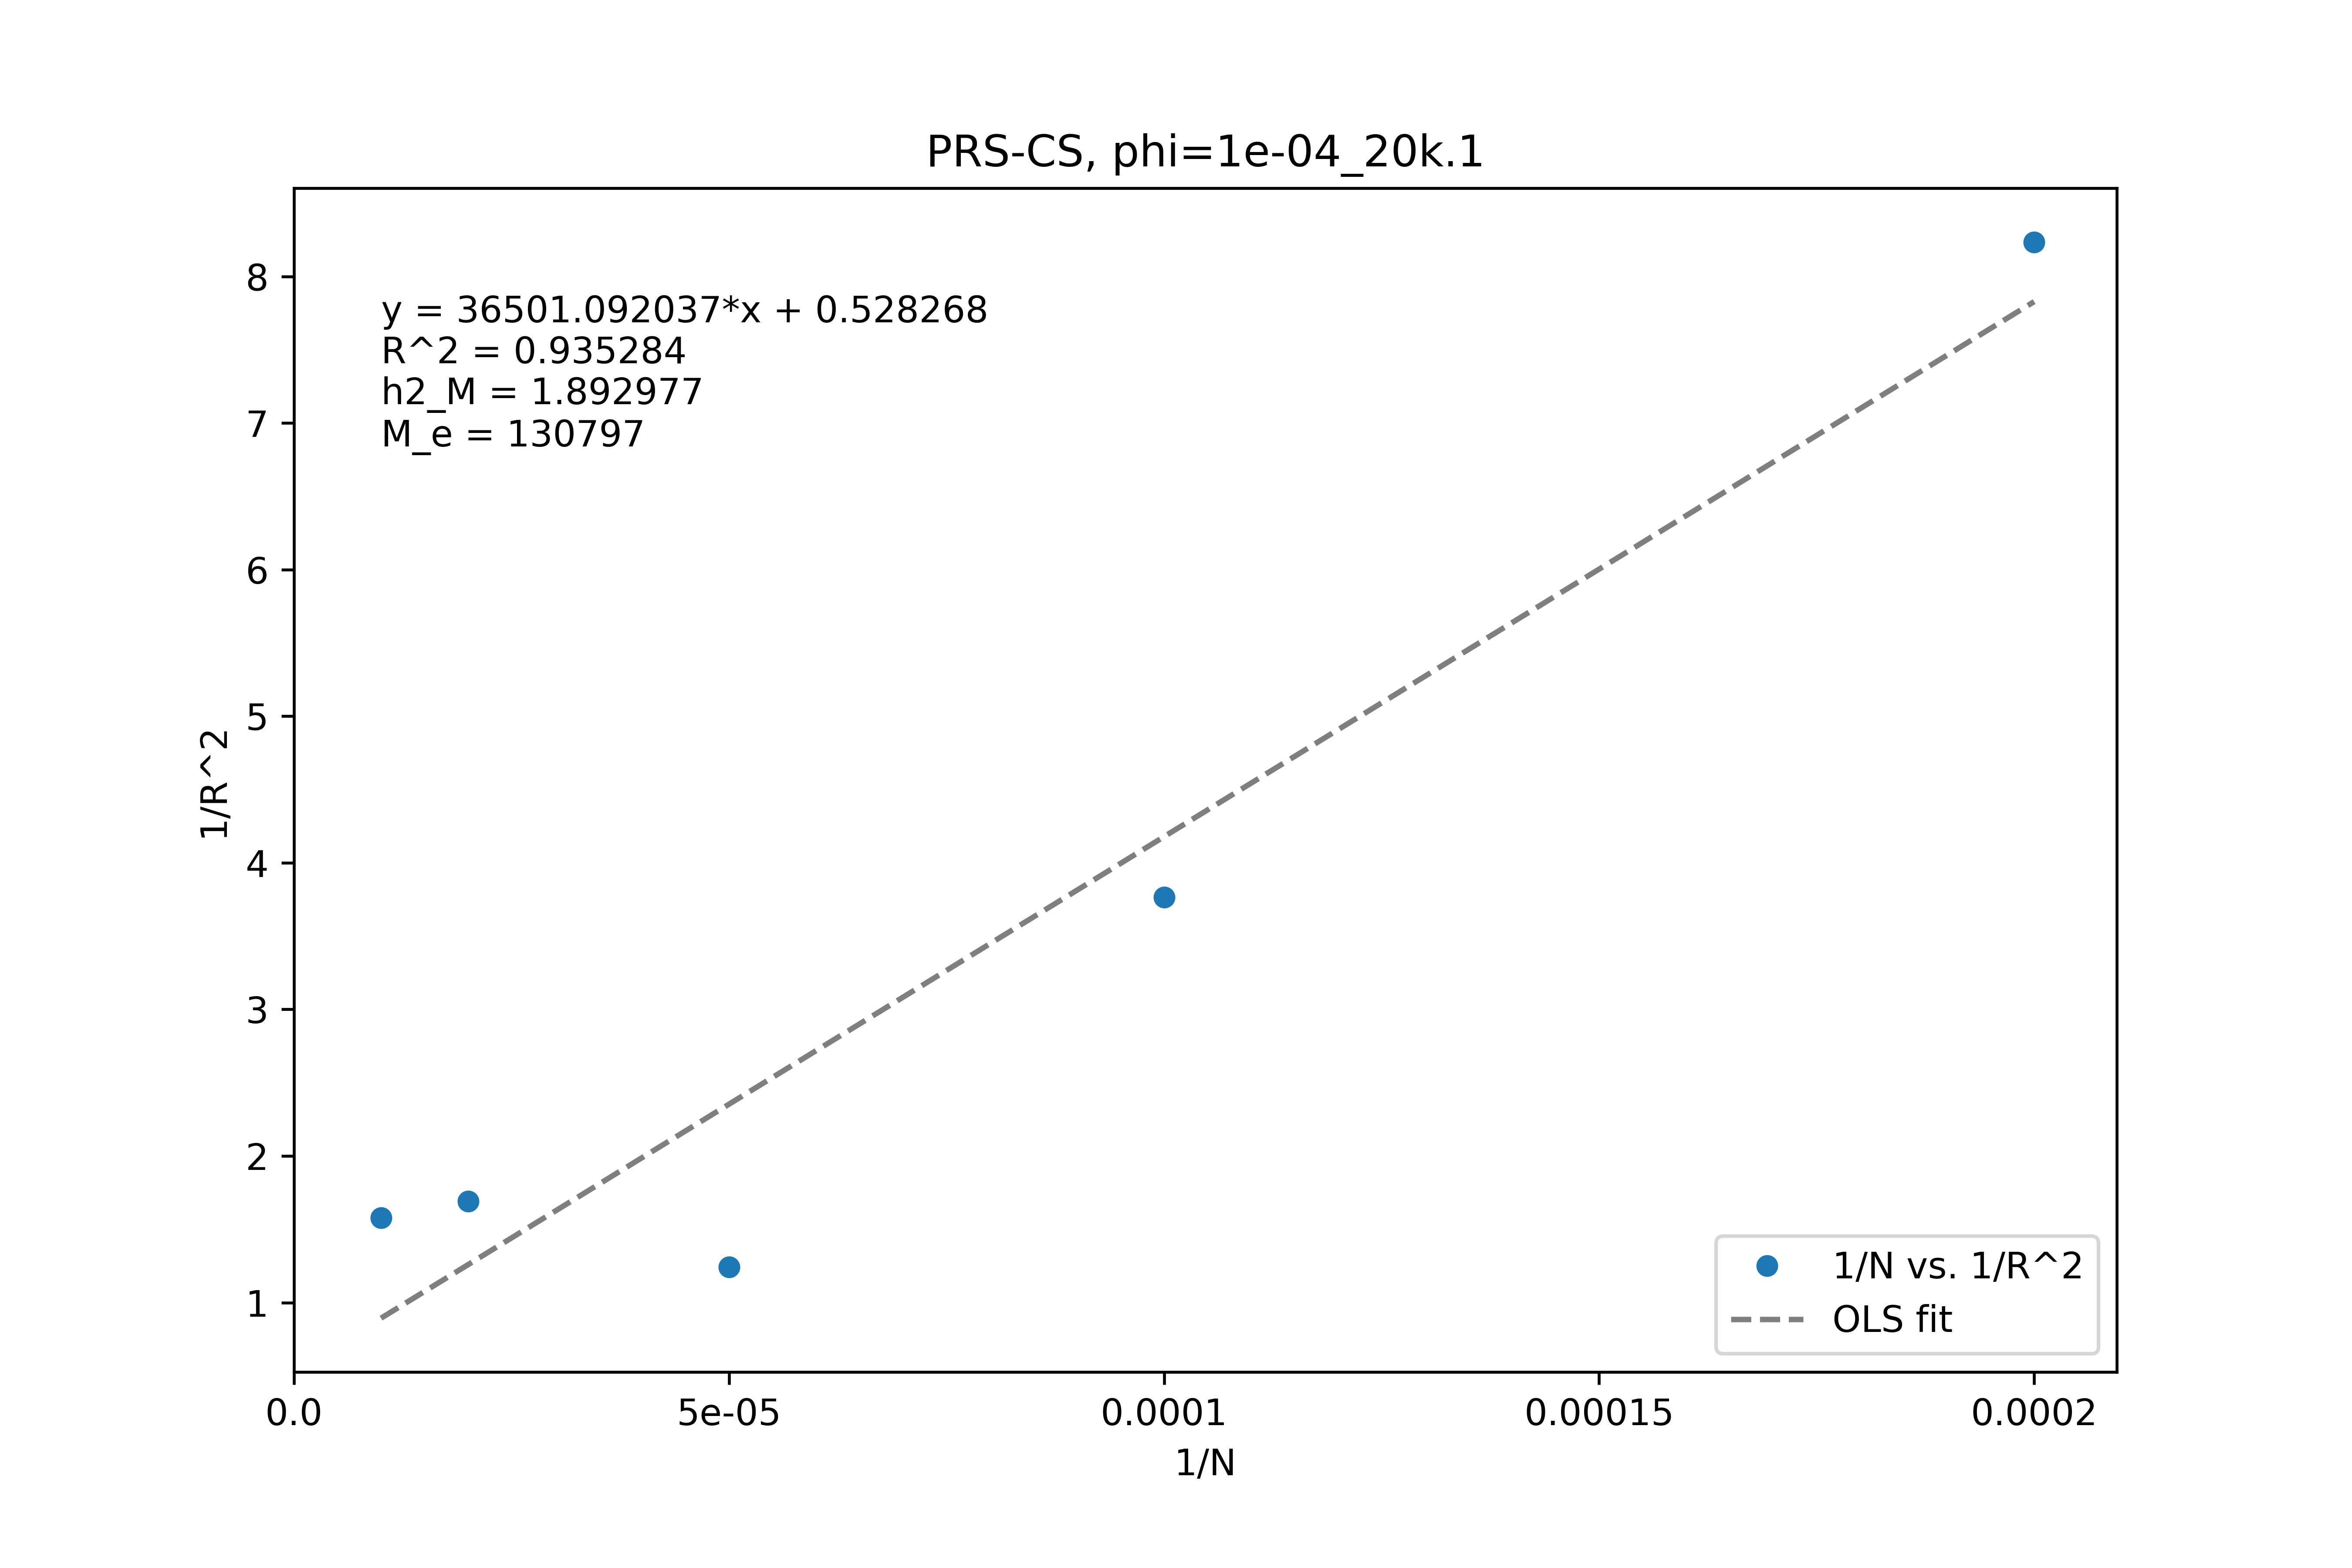 PRS-CS, phi=1e-04_20k.1
y = 36501.092037*x + 0.528268
R^2 = 0.935284
h2_M = 1.892977
M_e = 130797
8
7
6
5
4
3
2
1
1/R^2
1/N vs. 1/R^2
OLS fit
0.0 5e-05 0.0001 0.00015 0.0002
1/N